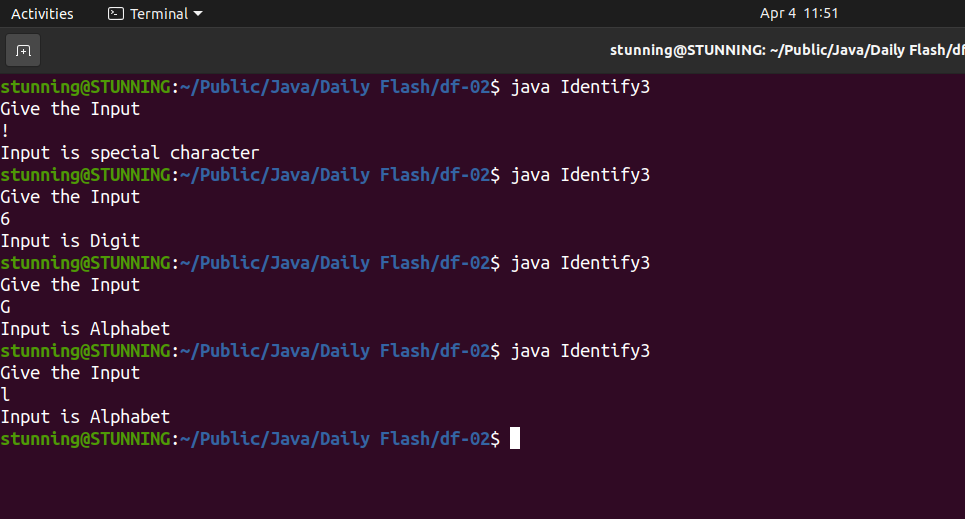 Activities Terminal Apr 4 11:51
stunning@STUNNING: ~/Public/Java/Daily Flash/df
stunning@STUNNING:~/Public/Java/Daily Flash/df-02$ java Identify3
Give the Input
!
Input is special character
stunning@STUNNING:~/Public/Java/Daily Flash/df-02$ java Identify3
Give the Input
6
Input is Digit
stunning@STUNNING:~/Public/Java/Daily Flash/df-02$ java Identify3
Give the Input
G
Input is Alphabet
stunning@STUNNING:~/Public/Java/Daily Flash/df-02$ java Identify3
Give the Input
l
Input is Alphabet
stunning@STUNNING:~/Public/Java/Daily Flash/df-02$